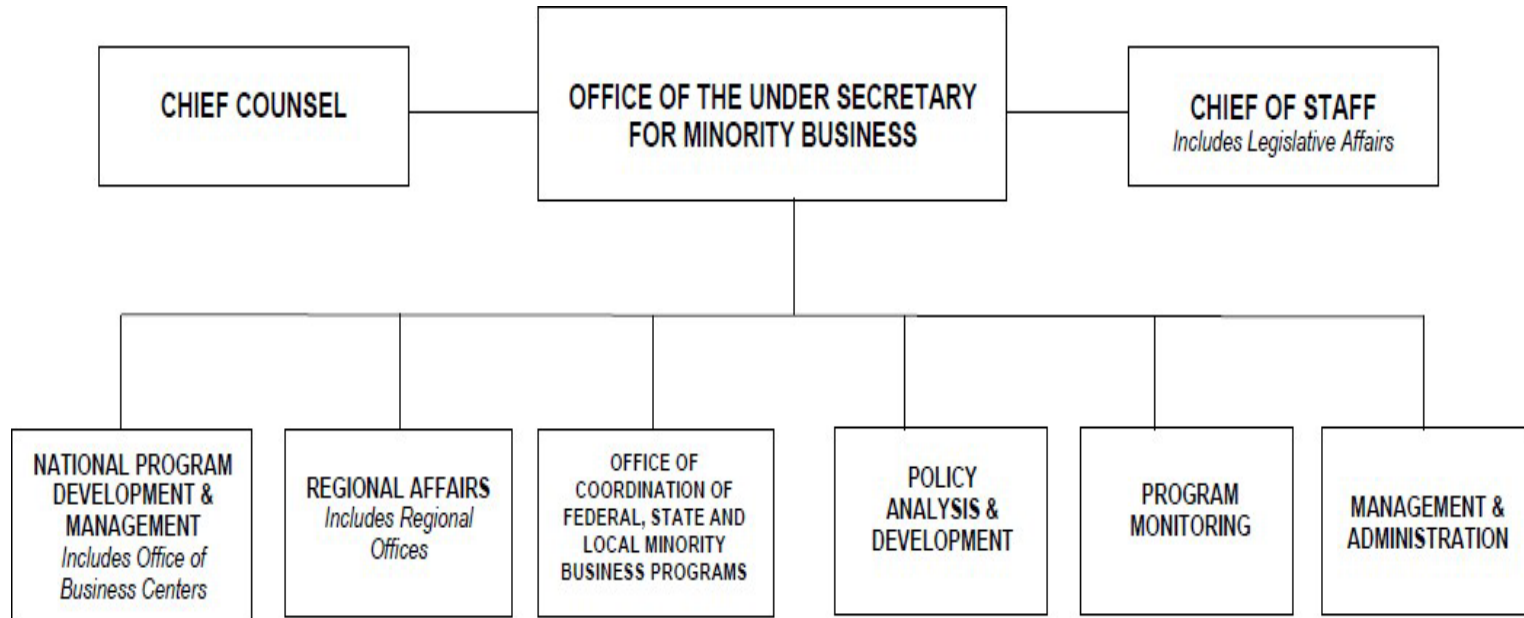 CHIEF COUNSEL
OFFICE OF THE UNDER SECRETARY
FOR MINORITY BUSINESS
CHIEF OF STAFF
Includes Legislative Affairs
NATIONAL PROGRAM
DEVELOPMENT &
MANAGEMENT
Includes Office of
Business Centers
REGIONAL AFFAIRS
Includes Regional
Offices
OFFICE OF
COORDINATION OF
FEDERAL, STATE AND
LOCAL MINORITY
BUSINESS PROGRAMS
POLICY
ANALYSIS &
DEVELOPMENT
PROGRAM
MONITORING
MANAGEMENT &
ADMINISTRATION